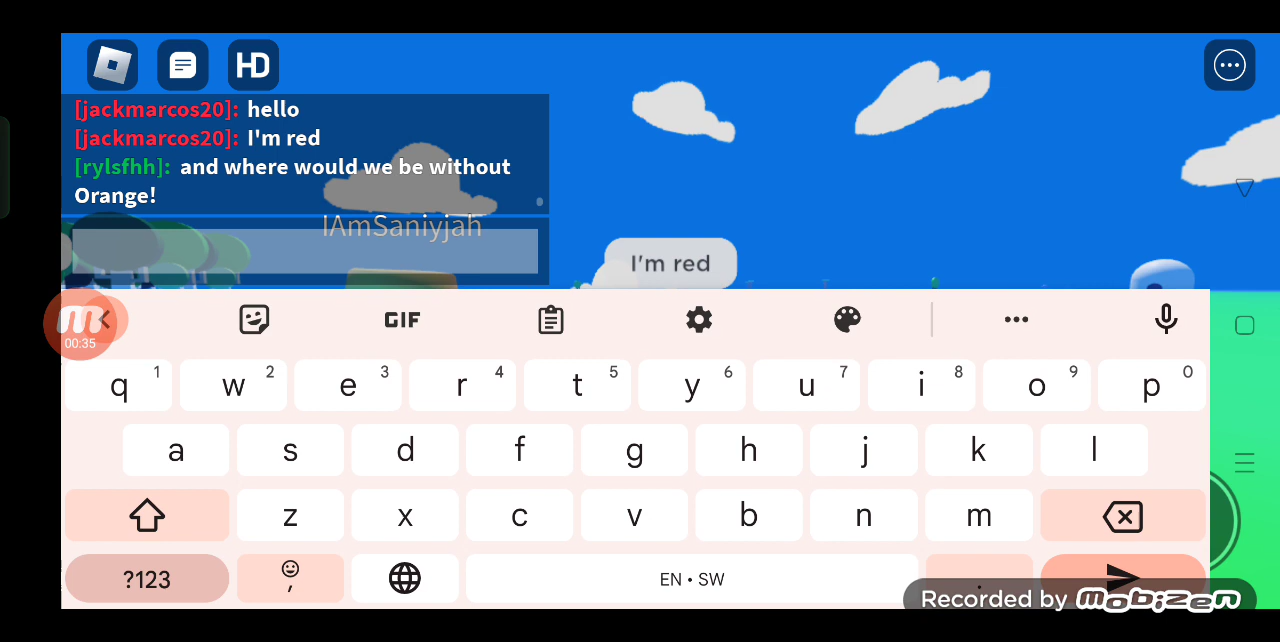 HD
[jackmarcos20]: hello
[jackmarcos20]: I'm red
[rylsfhh]: and where would we be without
Orange!
IAmSaniyjah
I'm red
00:35
GIF
q 1 w 2 e 3 r 4 t 5 y 6 u 7 i 8 o 9 p 0
a s d f g h j k l
z x c v b n m
?123 , EN • SW .
Recorded by mobizen